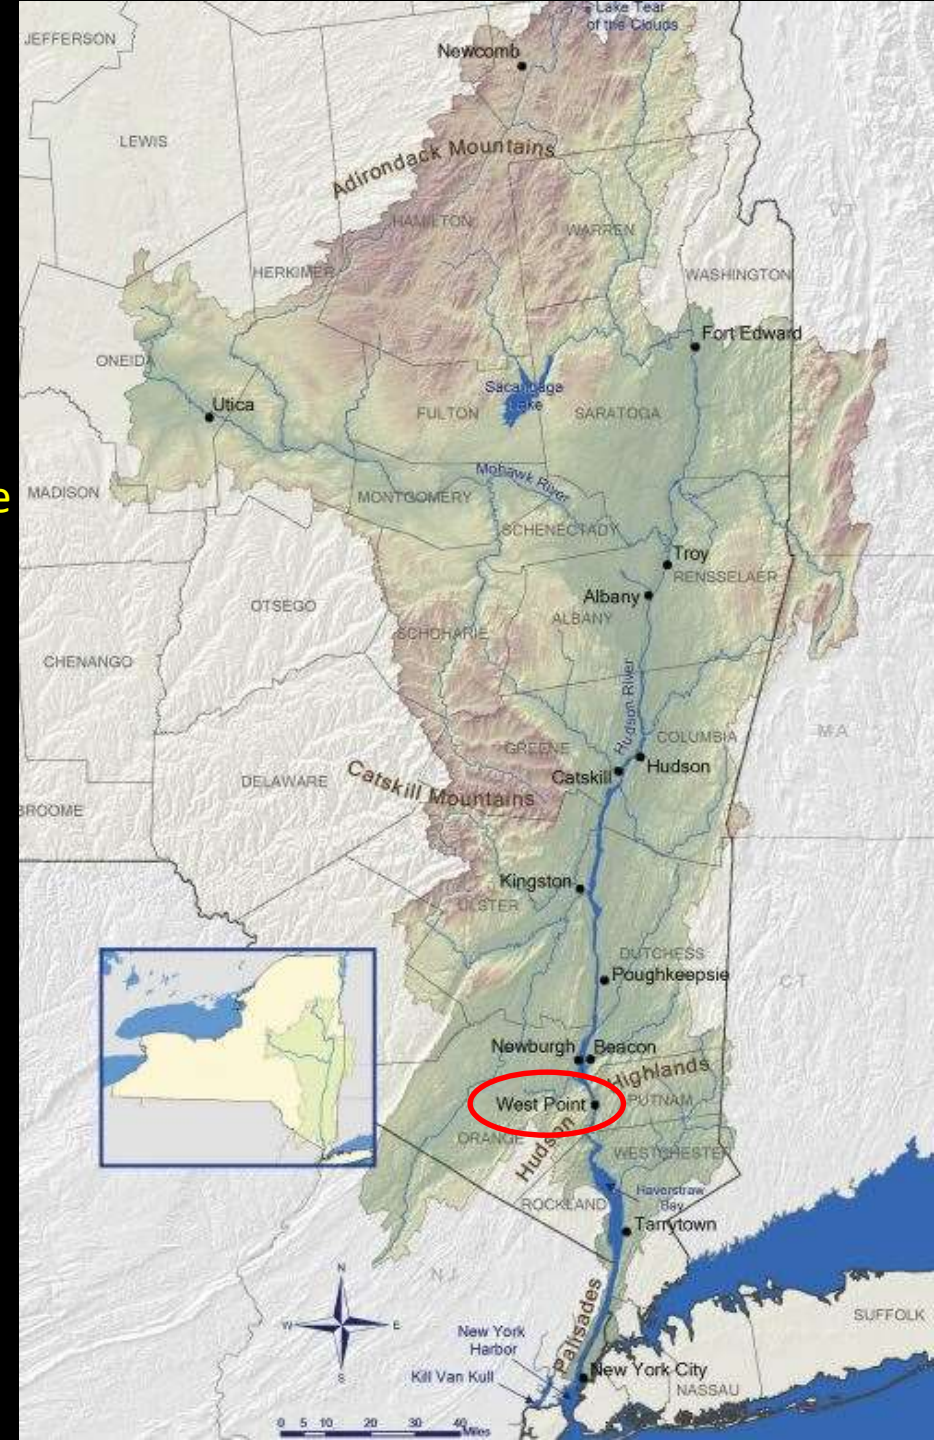 Lake Tear
of the Clouds
JEFFERSON
Newcomb
LEWIS
Adirondack Mountains
VT
HAMILTON
WARREN
HERKIMER
WASHINGTON
Fort Edward
ONEIDA
Sacandaga
Lake
Utica
FULTON
SARATOGA
Mohawk River
e
MADISON
MONTGOMERY
SCHENECTADY
Troy
RENSSELAER
Albany
OTSEGO
ALBANY
SCHOHARIE
CHENANGO
Hudson River
MA
COLUMBIA
GREENE
Hudson
Catskill
DELAWARE
Catskill Mountains
BROOME
Kingston
ULSTER
DUTCHESS
Poughkeepsie
CT
Newburgh
Beacon
Hudson Highlands
West Point
PUTNAM
ORANGE
WESTCHESTER
Haverstraw
Bay
ROCKLAND
Tarrytown
N
NJ
W
E
S
SUFFOLK
New York
Harbor
Palisades
Kill Van Kull
New York City
NASSAU
0 5 10 20 30 40 Miles